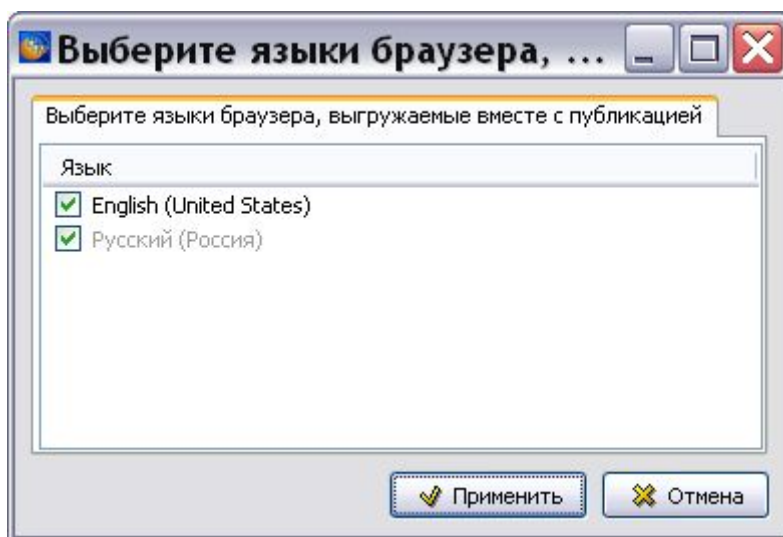 Выберите языки браузера, ...
Выберите языки браузера, выгружаемые вместе с публикацией
Язык
English (United States)
Русский (Россия)
Применить
Отмена